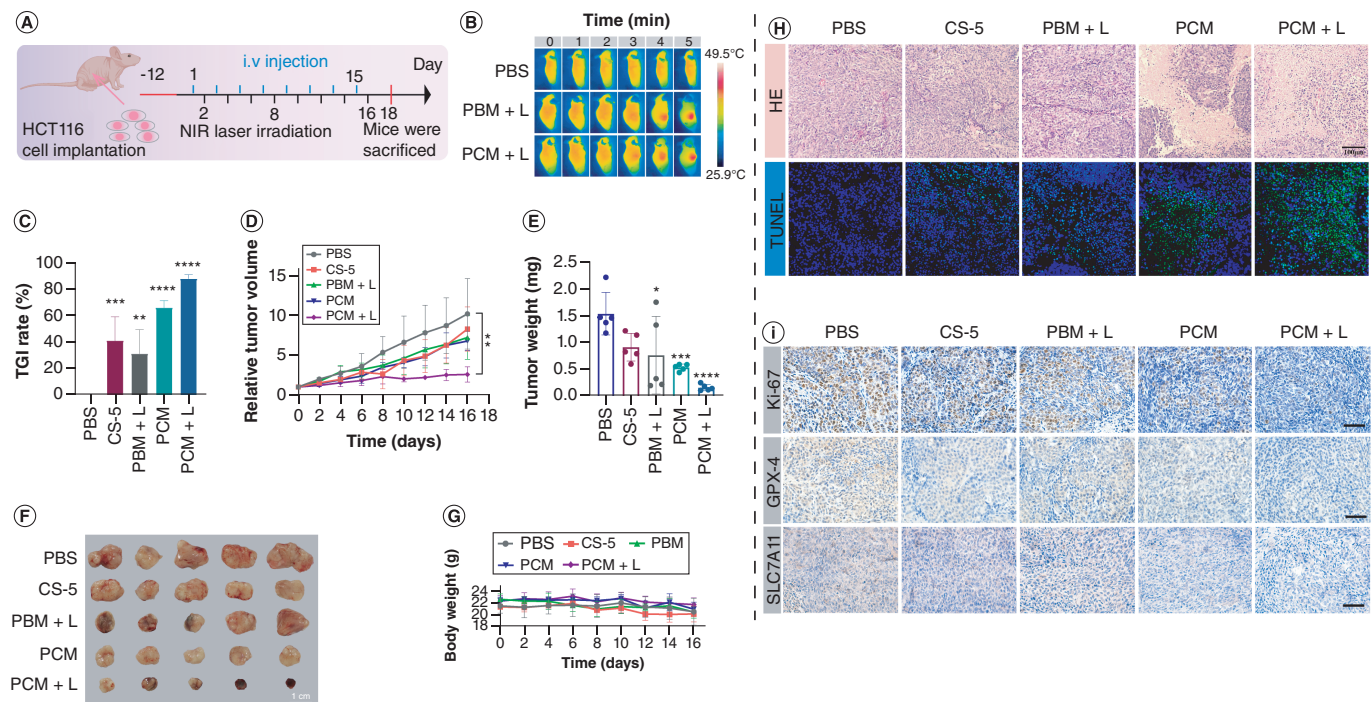 A
-12
1
i.v injection
15
Day
2
NIR laser irradiation
16
18
HCT116
cell implantation
Mice were
sacrificed
B
Time (min)
0 1 2 3 4 5
PBS
PBM + L
PCM + L
49.5°C
25.9°C
C
TGI rate (%)
100
80
60
40
20
0
***
**
****
****
PBS
CS-5
PBM + L
PCM
PCM + L
D
Relative tumor volume
15
10
5
0
PBS
CS-5
PBM + L
PCM
PCM + L
**
0 2 4 6 8 10 12 14 16 18
Time (days)
E
Tumor weight (mg)
2.5
2.0
1.5
1.0
0.5
0.0
*
***
****
PBS
CS-5
PBM + L
PCM
PCM + L
F
PBS
CS-5
PBM + L
PCM
PCM + L
1 cm
G
PBS CS-5 PBM
PCM PCM + L
Body weight (g)
24
22
20
18
0 2 4 6 8 10 12 14 16
Time (days)
H
PBS CS-5 PBM + L PCM PCM + L
HE
100μm
TUNEL
i
PBS CS-5 PBM + L PCM PCM + L
Ki-67
GPX-4
SLC7A11